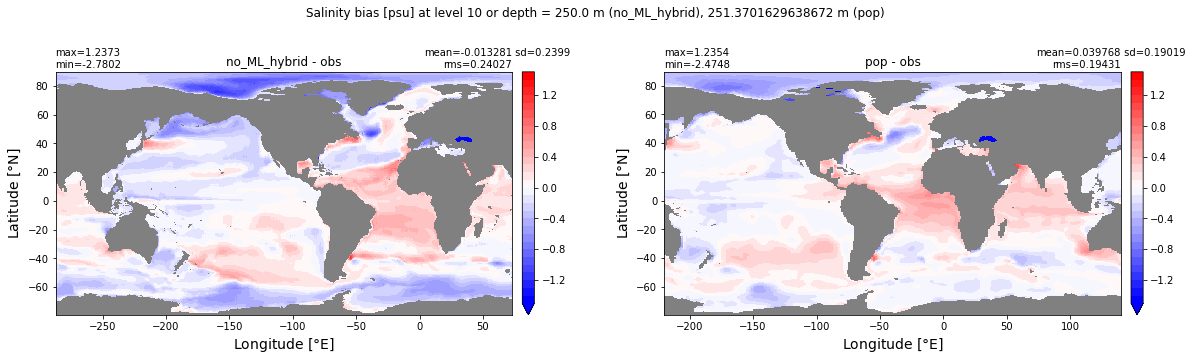 Salinity bias [psu] at level 10 or depth = 250.0 m (no_ML_hybrid), 251.3701629638672 m (pop)
max=1.2373
min=-2.7802
no_ML_hybrid - obs
mean=-0.013281 sd=0.2399
rms=0.24027
80
60
40
20
0
−20
−40
−60
Latitude [°N]
−250
−200
−150
−100
−50
0
50
Longitude [°E]
1.2
0.8
0.4
0.0
−0.4
−0.8
−1.2
max=1.2354
min=-2.4748
pop - obs
mean=0.039768 sd=0.19019
rms=0.19431
80
60
40
20
0
−20
−40
−60
Latitude [°N]
−200
−150
−100
−50
0
50
100
Longitude [°E]
1.2
0.8
0.4
0.0
−0.4
−0.8
−1.2